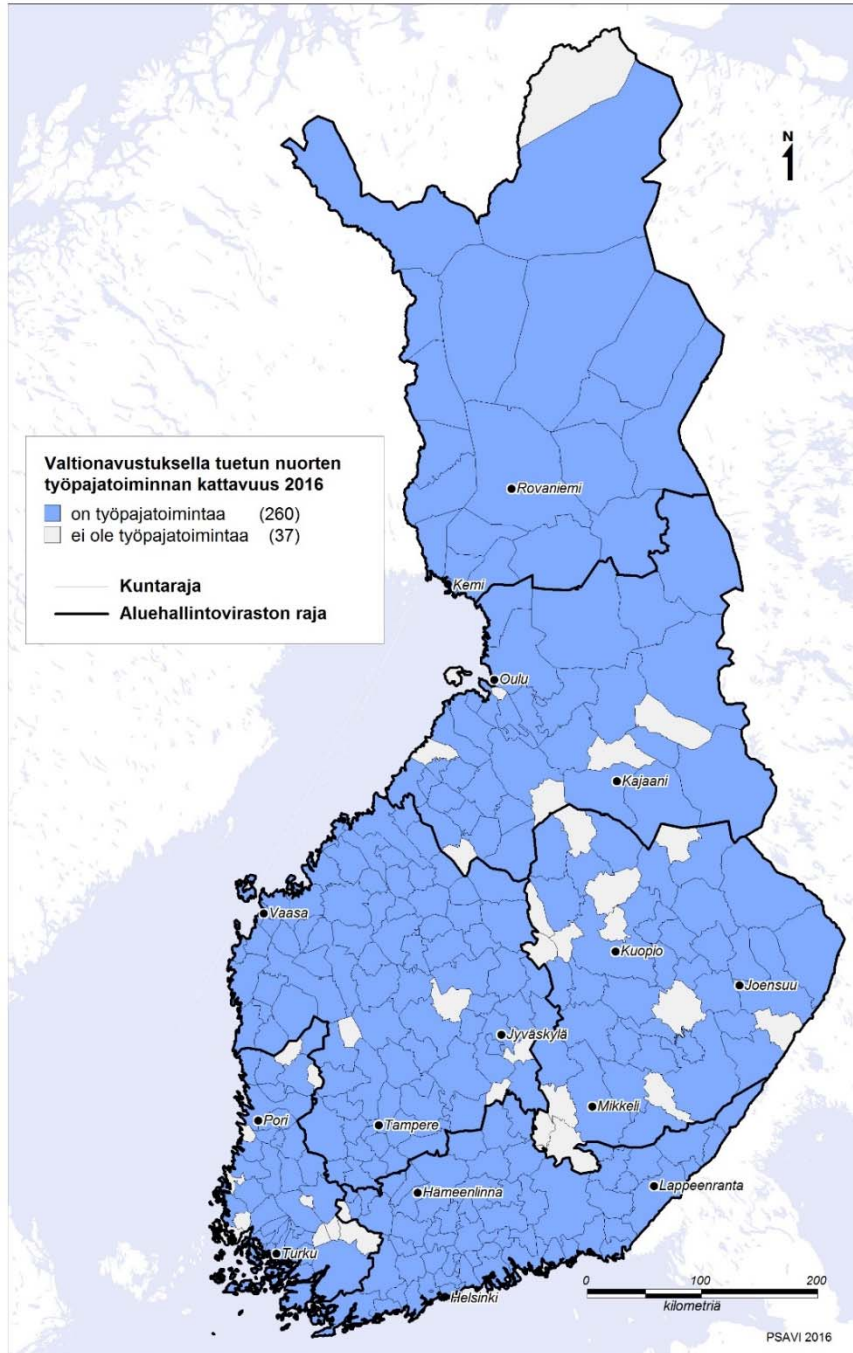 N
Valtionavustuksella tuetun nuorten
työpajatoiminnan kattavuus 2016
on työpajatoimintaa (260)
ei ole työpajatoimintaa (37)
Kuntaraja
Aluehallintoviraston raja
Rovaniemi
Kemi
Oulu
Kajaani
Vaasa
Kuopio
Joensuu
Jyväskylä
Mikkeli
Pori
Tampere
Hämeenlinna
Lappeenranta
Turku
Helsinki
0 100 200
kilometriä
PSAVI 2016